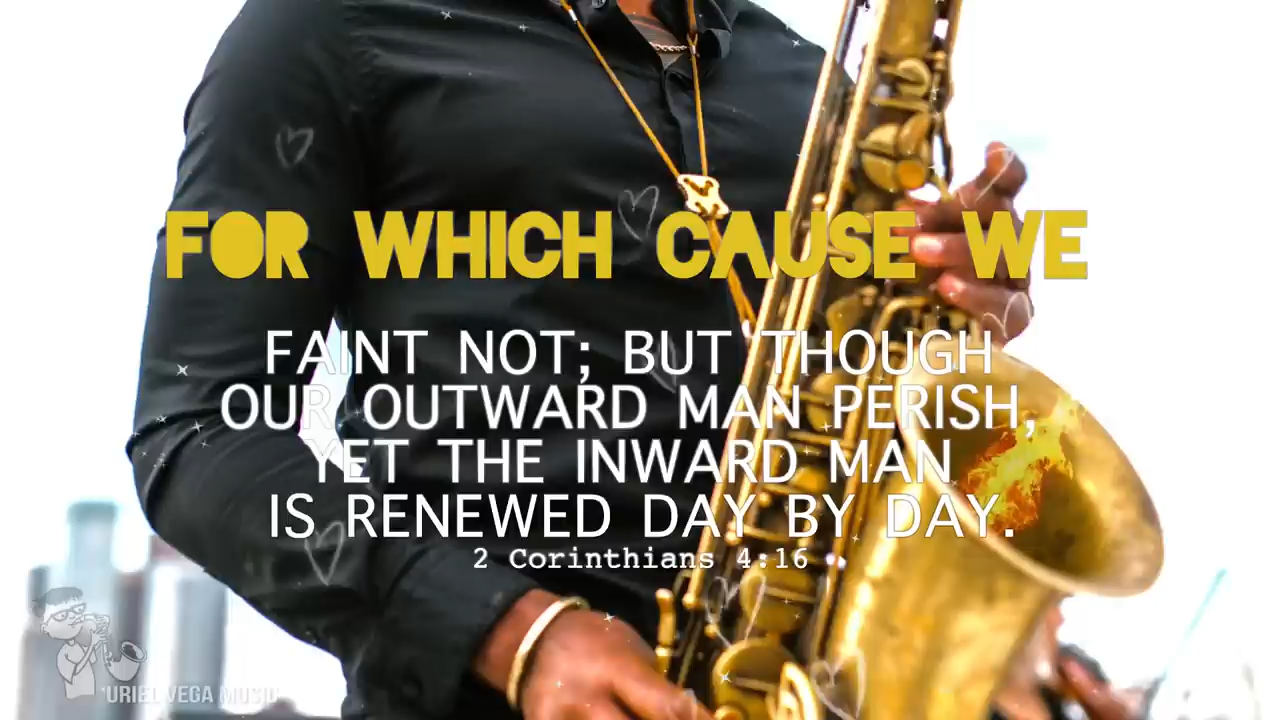 FOR WHICH CAUSE WE
FAINT NOT; BUT THOUGH
OUR OUTWARD MAN PERISH,
YET THE INWARD MAN
IS RENEWED DAY BY DAY.
2 Corinthians 4:16
URIEL VEGA MUSIC